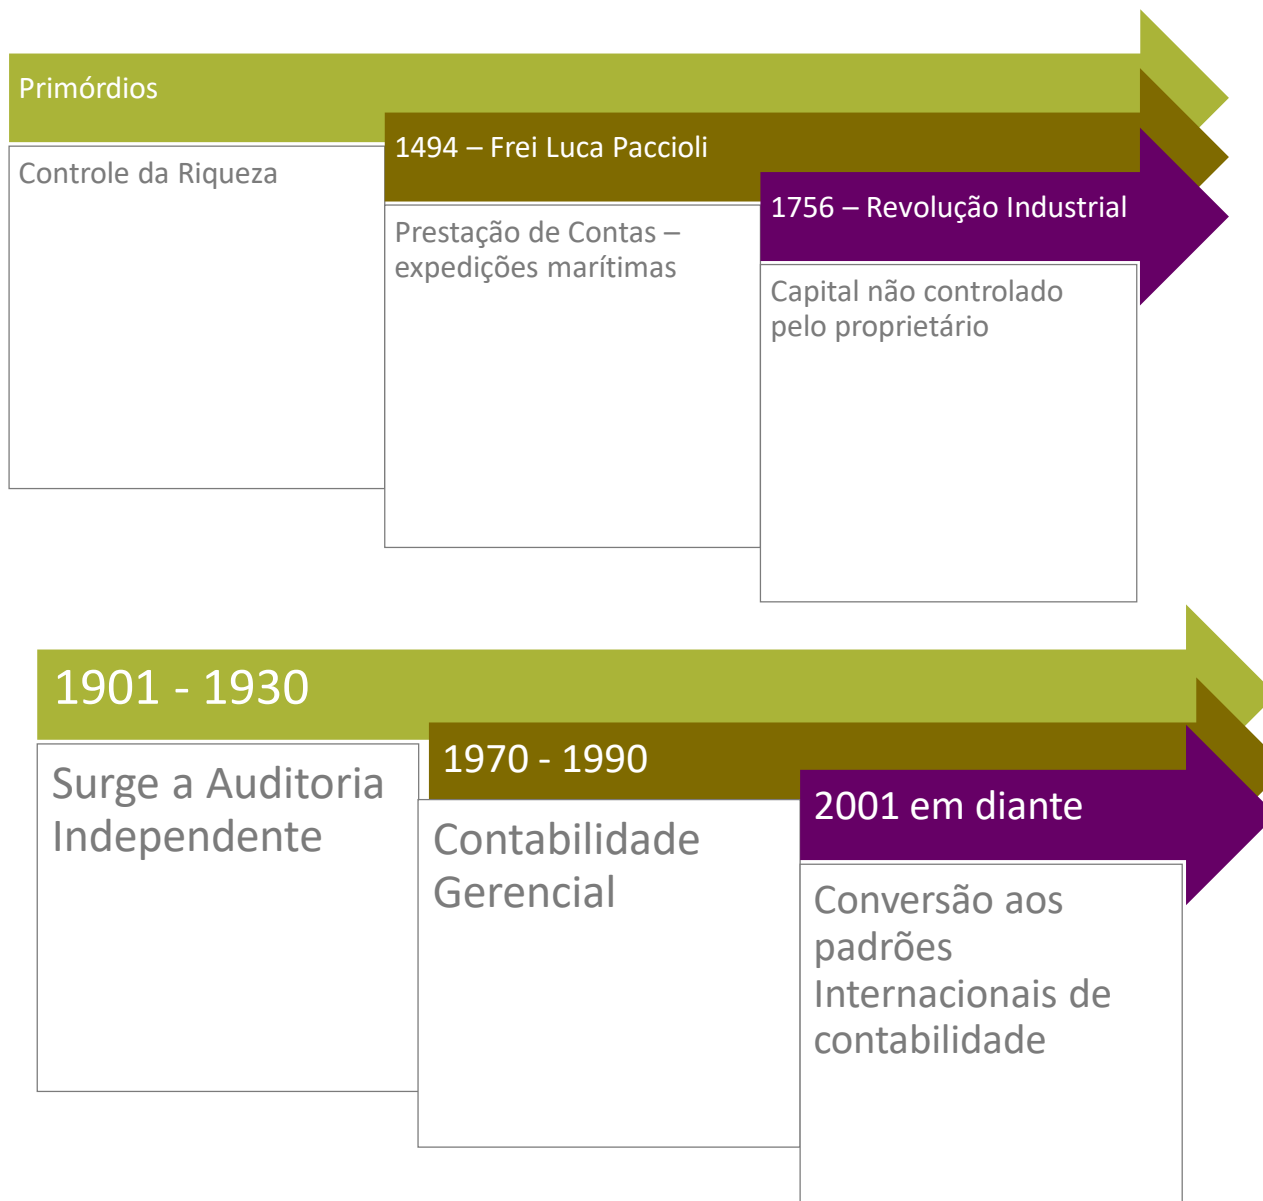 Primórdios
Controle da Riqueza
1494 – Frei Luca Paccioli
Prestação de Contas –
expedições marítimas
1756 – Revolução Industrial
Capital não controlado
pelo proprietário
1901 - 1930
Surge a Auditoria
Independente
1970 - 1990
Contabilidade
Gerencial
2001 em diante
Conversão aos
padrões
Internacionais de
contabilidade